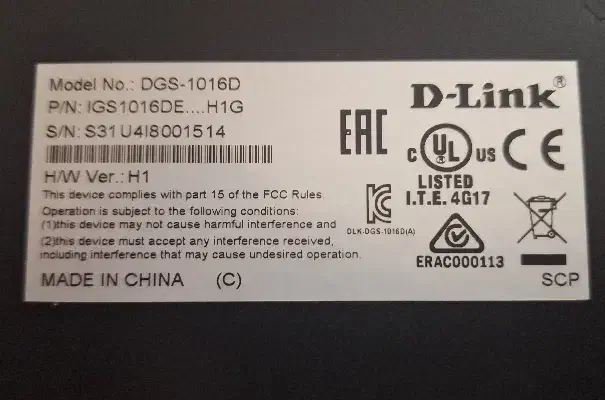 Model No.: DGS-1016D
P/N: IGS1016DE....H1G
S/N: S31U4I8001514
H/W Ver.: H1
This device complies with part 15 of the FCC Rules.
Operation is subject to the following conditions:
(1)this device may not cause harmful interference and
(2)this device must accept any interference received,
including interference that may cause undesired operation.
MADE IN CHINA (C)
D-Link®
EAC
C UL® US CE
LISTED
I.T.E. 4G17
DLK-DGS-1016D(A)
ERAC000113
SCP